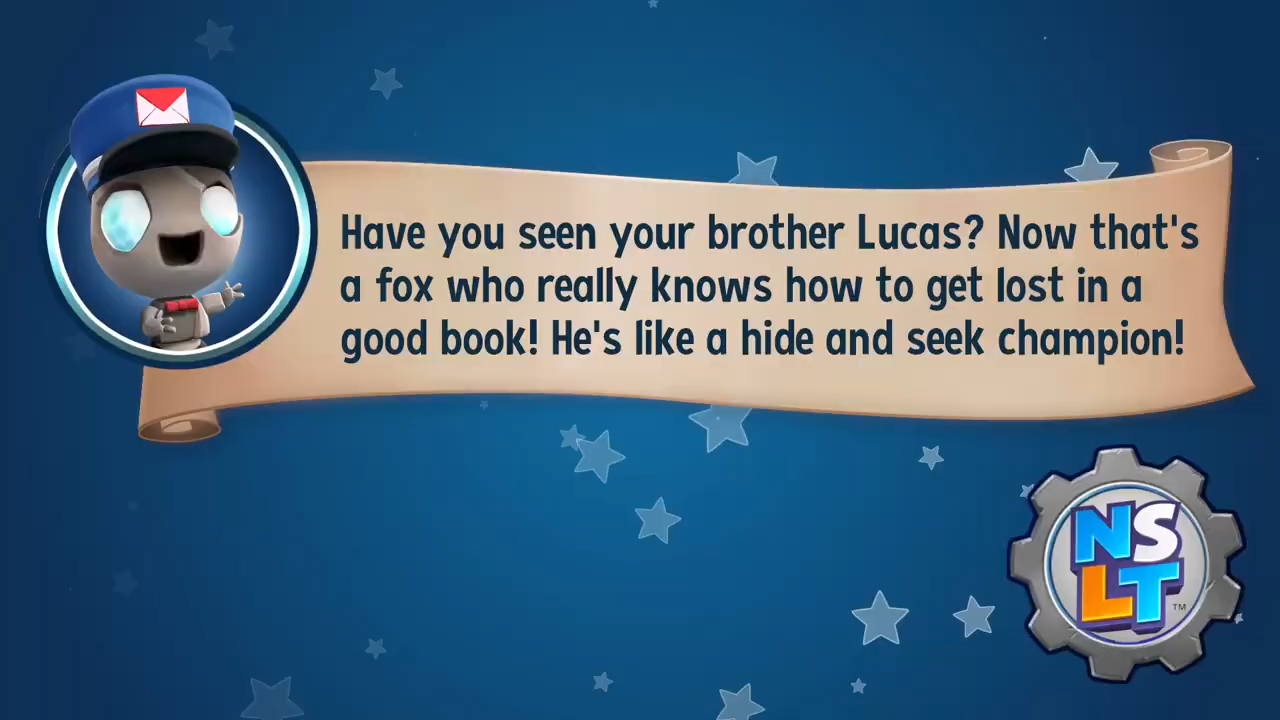 Have you seen your brother Lucas? Now that's
a fox who really knows how to get lost in a
good book! He's like a hide and seek champion!
NS
LT
TM